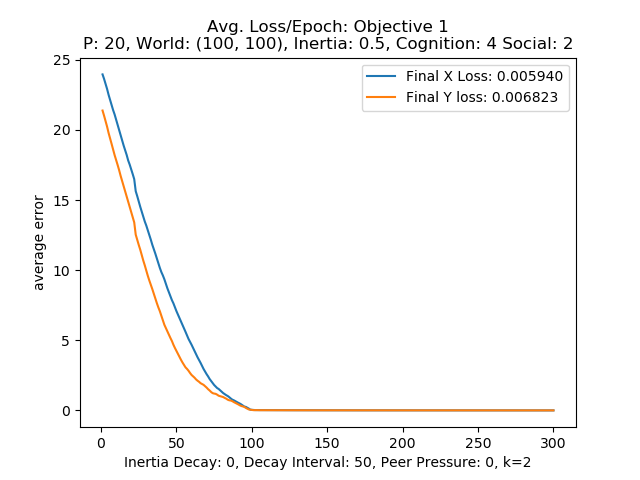 Avg. Loss/Epoch: Objective 1
P: 20, World: (100, 100), Inertia: 0.5, Cognition: 4 Social: 2
Final X Loss: 0.005940
Final Y loss: 0.006823
25
20
15
10
5
0
average error
0 50 100 150 200 250 300
Inertia Decay: 0, Decay Interval: 50, Peer Pressure: 0, k=2